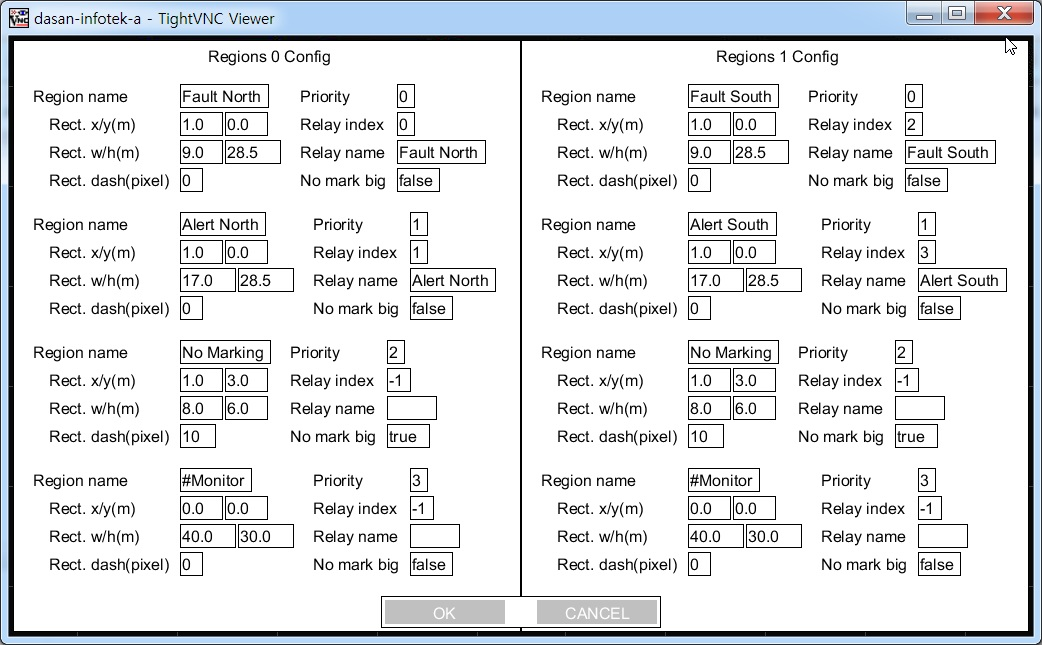 dasan-infotek-a - TightVNC Viewer
Regions 0 Config
Region name Fault North Priority 0
Rect. x/y(m) 1.0 0.0 Relay index 0
Rect. w/h(m) 9.0 28.5 Relay name Fault North
Rect. dash(pixel) 0 No mark big false
Region name Alert North Priority 1
Rect. x/y(m) 1.0 0.0 Relay index 1
Rect. w/h(m) 17.0 28.5 Relay name Alert North
Rect. dash(pixel) 0 No mark big false
Region name No Marking Priority 2
Rect. x/y(m) 1.0 3.0 Relay index -1
Rect. w/h(m) 8.0 6.0 Relay name
Rect. dash(pixel) 10 No mark big true
Region name #Monitor Priority 3
Rect. x/y(m) 0.0 0.0 Relay index -1
Rect. w/h(m) 40.0 30.0 Relay name
Rect. dash(pixel) 0 No mark big false
Regions 1 Config
Region name Fault South Priority 0
Rect. x/y(m) 1.0 0.0 Relay index 2
Rect. w/h(m) 9.0 28.5 Relay name Fault South
Rect. dash(pixel) 0 No mark big false
Region name Alert South Priority 1
Rect. x/y(m) 1.0 0.0 Relay index 3
Rect. w/h(m) 17.0 28.5 Relay name Alert South
Rect. dash(pixel) 0 No mark big false
Region name No Marking Priority 2
Rect. x/y(m) 1.0 3.0 Relay index -1
Rect. w/h(m) 8.0 6.0 Relay name
Rect. dash(pixel) 10 No mark big true
Region name #Monitor Priority 3
Rect. x/y(m) 0.0 0.0 Relay index -1
Rect. w/h(m) 40.0 30.0 Relay name
Rect. dash(pixel) 0 No mark big false
OK CANCEL